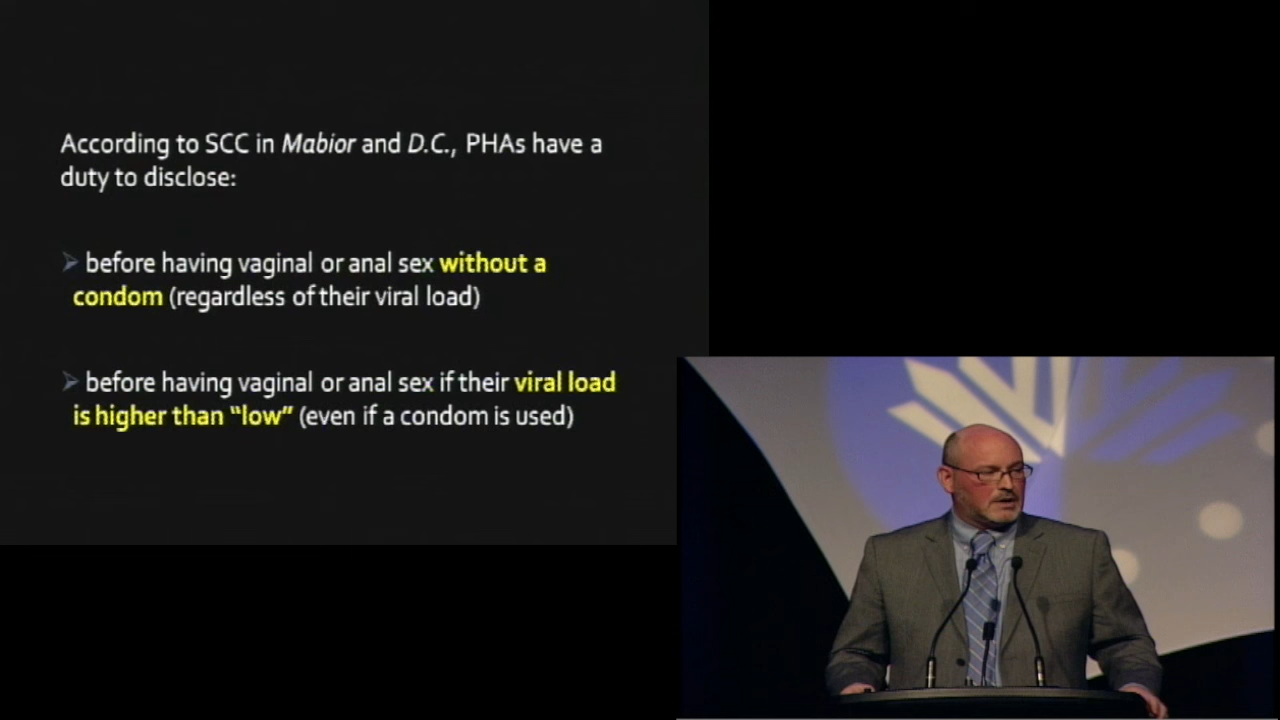 According to SCC in Mabior and D.C., PHAs have a
duty to disclose:
➢ before having vaginal or anal sex without a
condom (regardless of their viral load)
➢ before having vaginal or anal sex if their viral load
is higher than “low” (even if a condom is used)